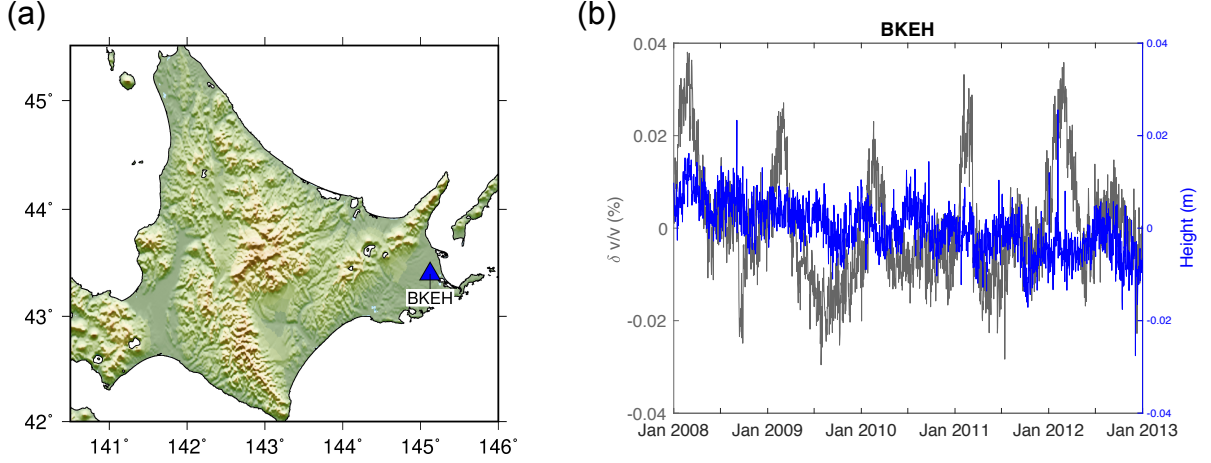 (a)
45˚
44˚
43˚
42˚
141˚ 142˚ 143˚ 144˚ 145˚ 146˚
BKEH
(b)
BKEH
0.04
0.02
0
-0.02
-0.04
δ v/v (%)
0.04
0.02
0
-0.02
-0.04
Height (m)
Jan 2008 Jan 2009 Jan 2010 Jan 2011 Jan 2012 Jan 2013